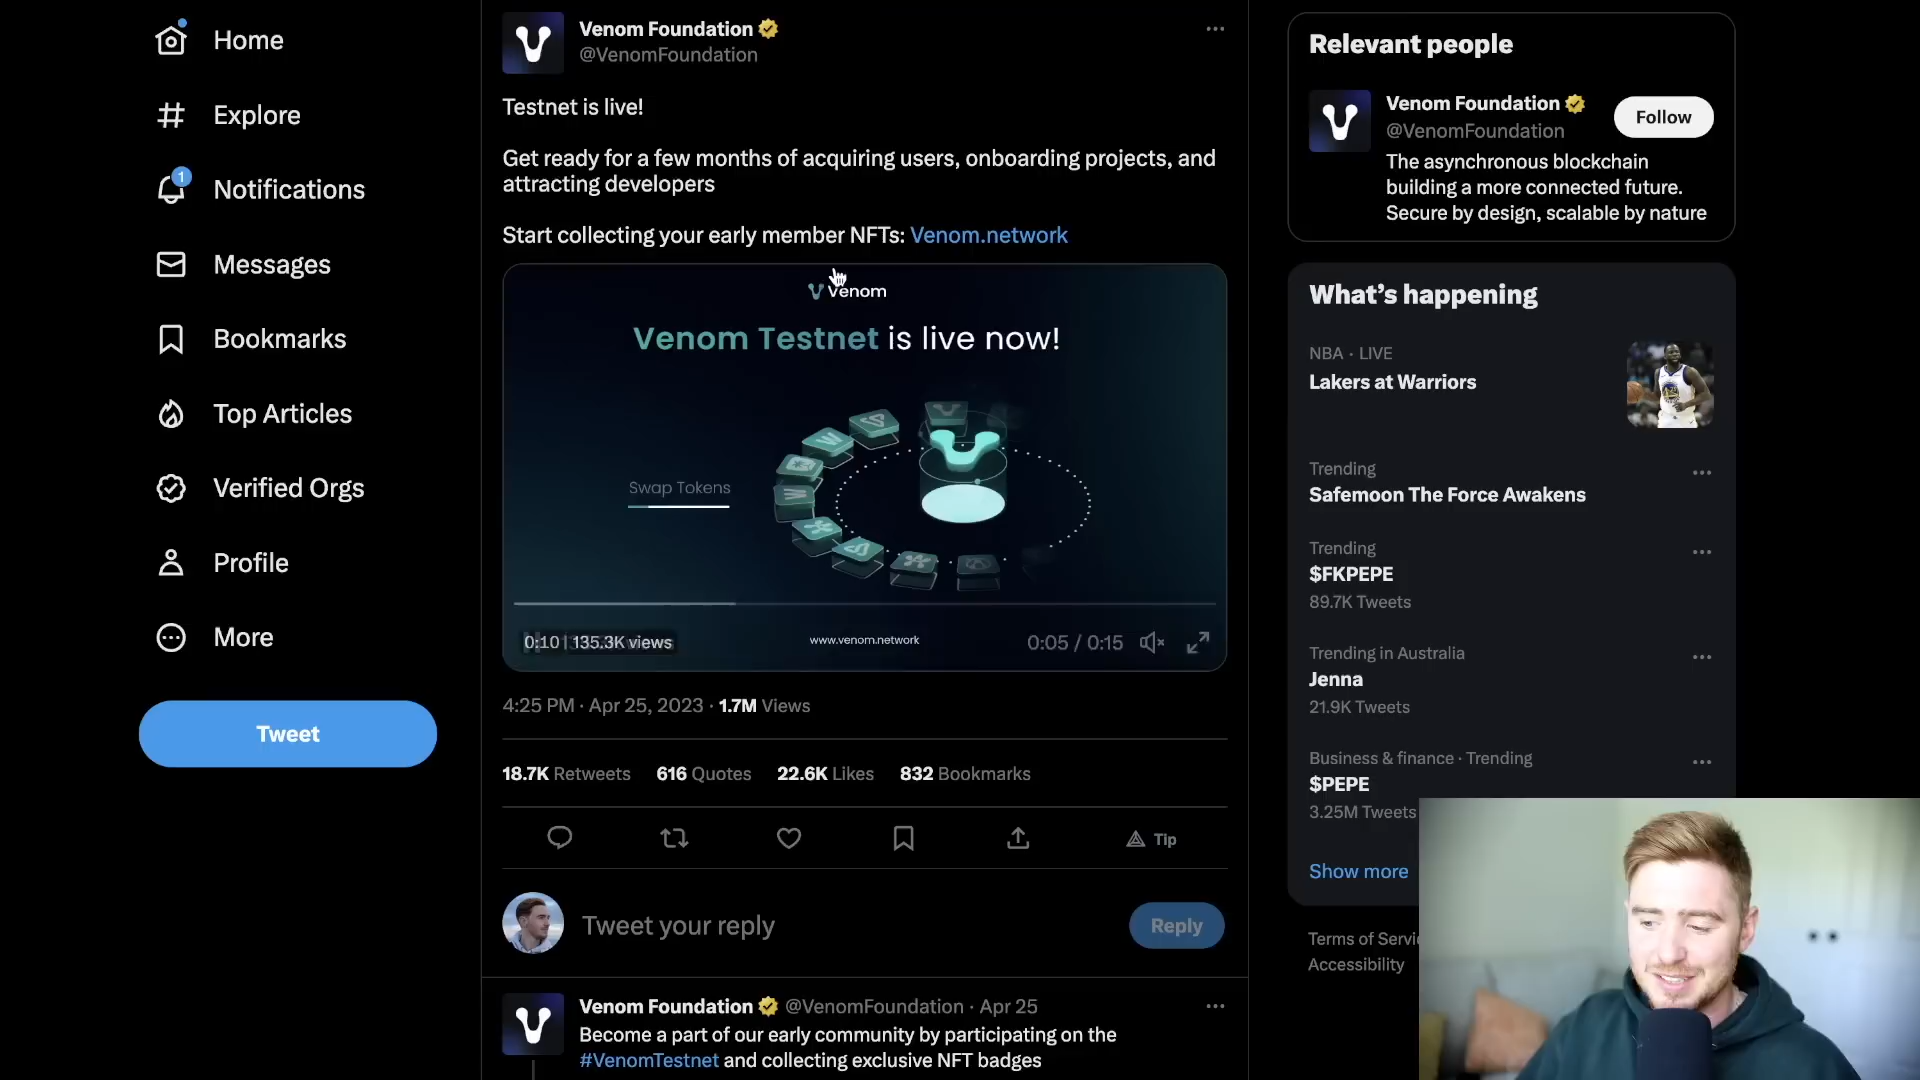 Home
Explore
1
Notifications
Messages
Bookmarks
Top Articles
Verified Orgs
Profile
More
Tweet
Venom Foundation
@VenomFoundation
Testnet is live!
Get ready for a few months of acquiring users, onboarding projects, and
attracting developers
Start collecting your early member NFTs: Venom.network
Venom
Venom Testnet is live now!
Swap Tokens
0:10 | 135.3K views
www.venom.network
0:05 / 0:15
4:25 PM · Apr 25, 2023 · 1.7M Views
18.7K Retweets 616 Quotes 22.6K Likes 832 Bookmarks
Tip
Tweet your reply
Reply
Venom Foundation @VenomFoundation · Apr 25
Become a part of our early community by participating on the
#VenomTestnet and collecting exclusive NFT badges
Relevant people
Venom Foundation
@VenomFoundation
Follow
The asynchronous blockchain
building a more connected future.
Secure by design, scalable by nature
What's happening
NBA · LIVE
Lakers at Warriors
Trending
Safemoon The Force Awakens
Trending
$FKPEPE
89.7K Tweets
Trending in Australia
Jenna
21.9K Tweets
Business & finance · Trending
$PEPE
3.25M Tweets
Show more
Terms of Servi
Accessibility